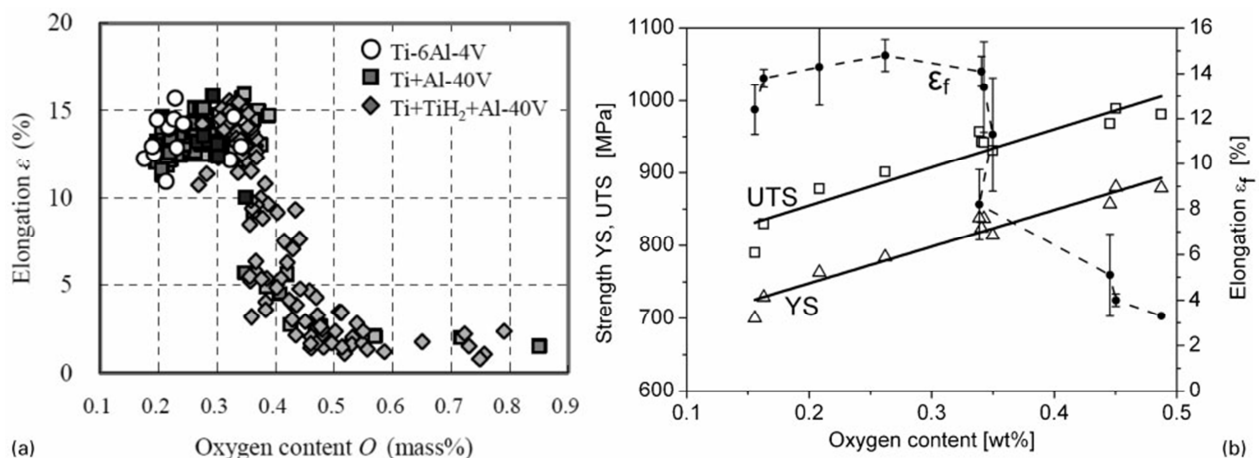 20
15
10
5
0
Elongation ε (%)
Ti-6Al-4V
Ti+Al-40V
Ti+TiH₂+Al-40V
0.1 0.2 0.3 0.4 0.5 0.6 0.7 0.8 0.9
Oxygen content O (mass%)
(a)
1100
1000
900
800
700
600
Strength YS, UTS [MPa]
εf
UTS
YS
16
14
12
10
8
6
4
2
0
Elongation εf [%]
0.1 0.2 0.3 0.4 0.5
Oxygen content [wt%]
(b)